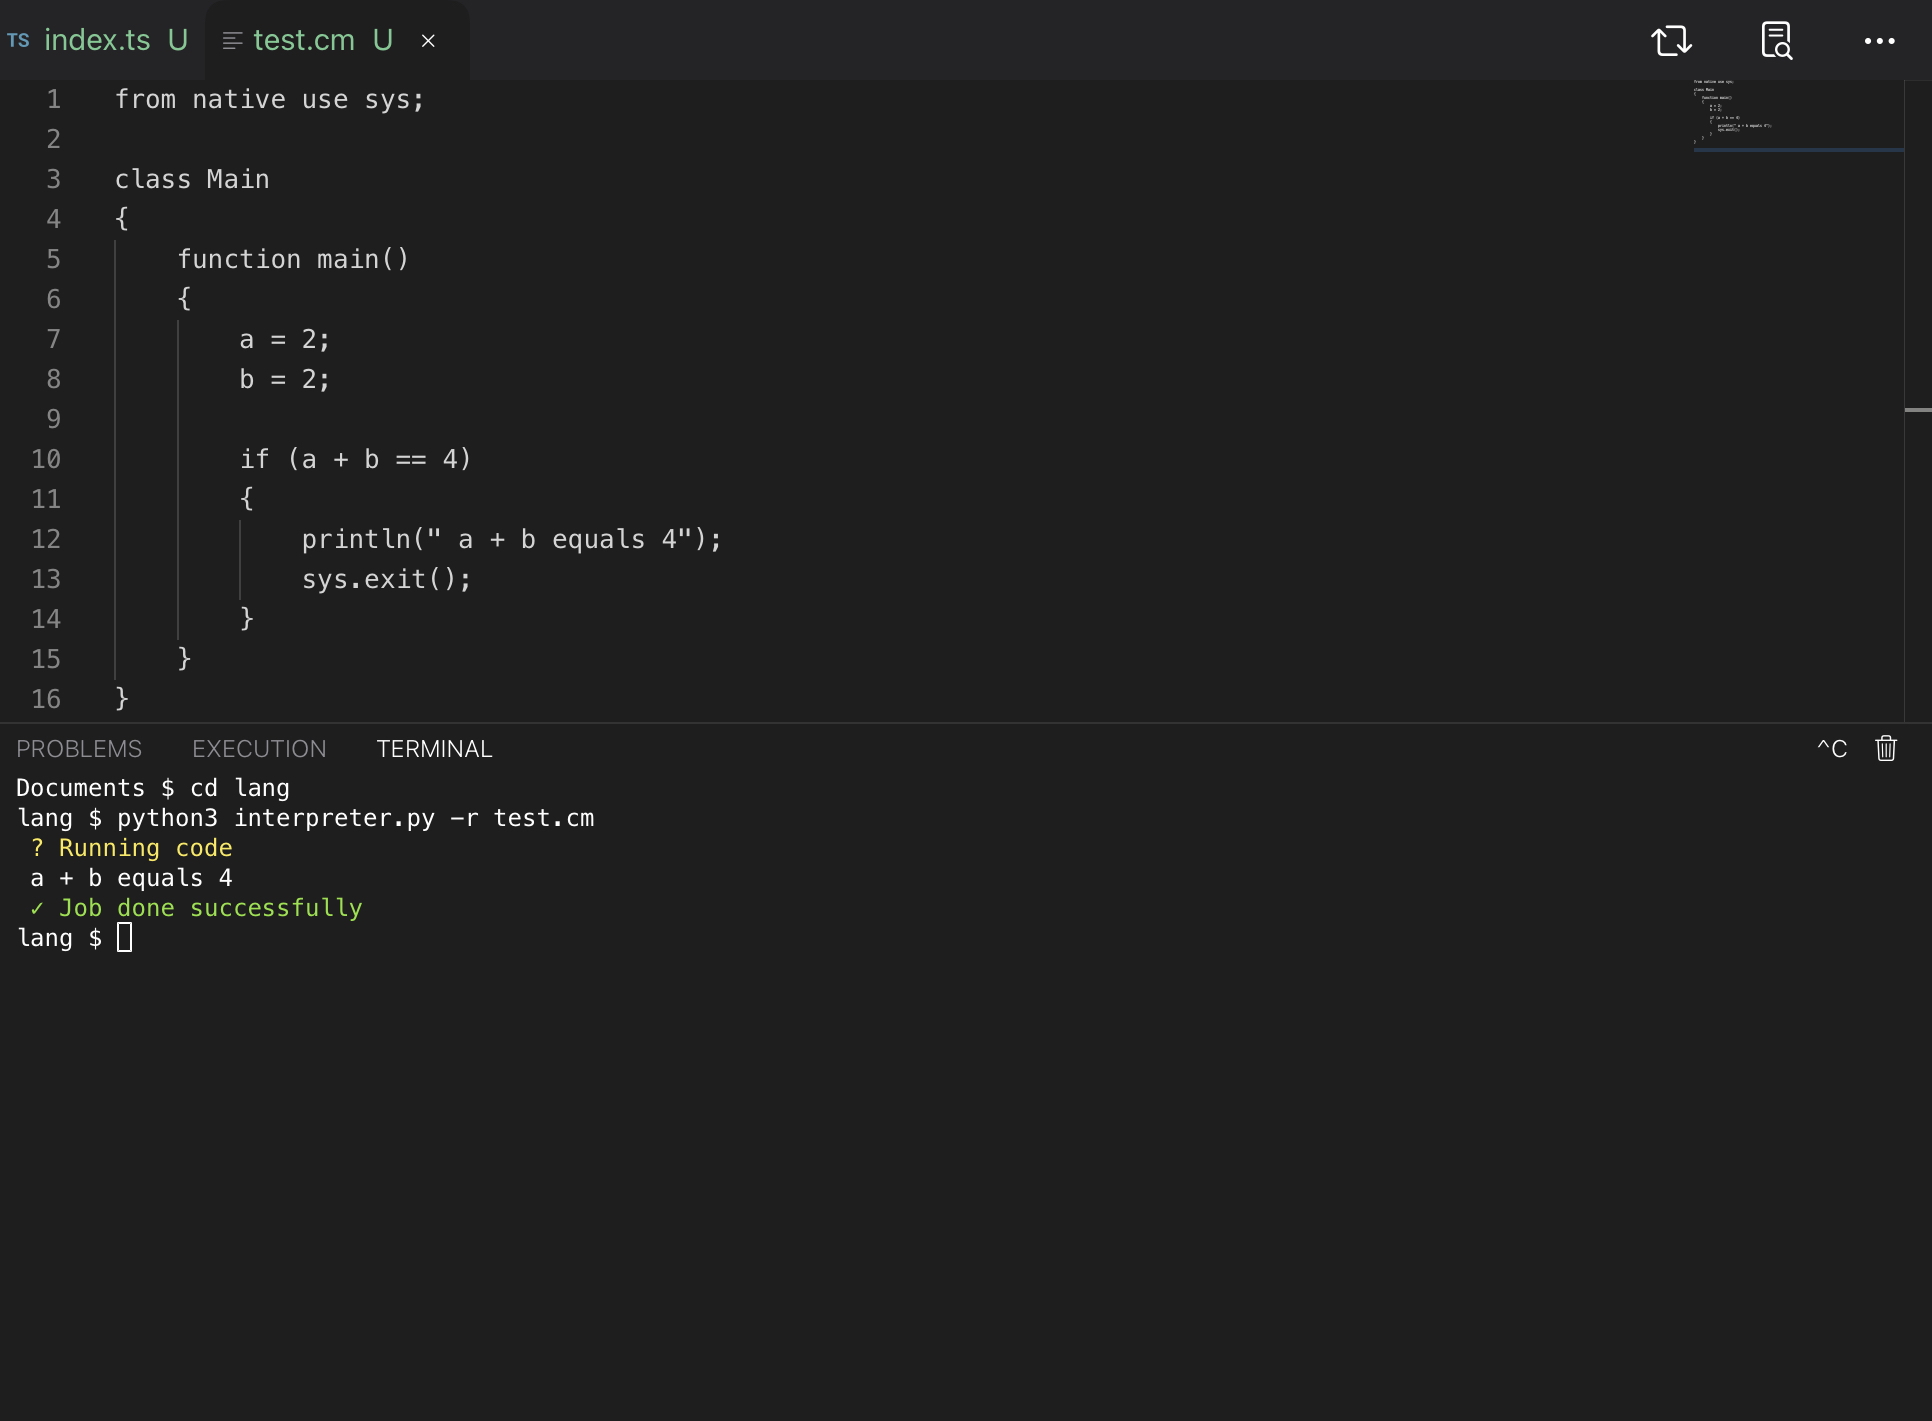 TS index.ts U test.cm U ×
1 from native use sys;
2
3 class Main
4 {
5     function main()
6     {
7         a = 2;
8         b = 2;
9
10         if (a + b == 4)
11         {
12             println(" a + b equals 4");
13             sys.exit();
14         }
15     }
16 }
PROBLEMS EXECUTION TERMINAL ^C
Documents $ cd lang
lang $ python3 interpreter.py -r test.cm
 ? Running code
 a + b equals 4
 ✓ Job done successfully
lang $